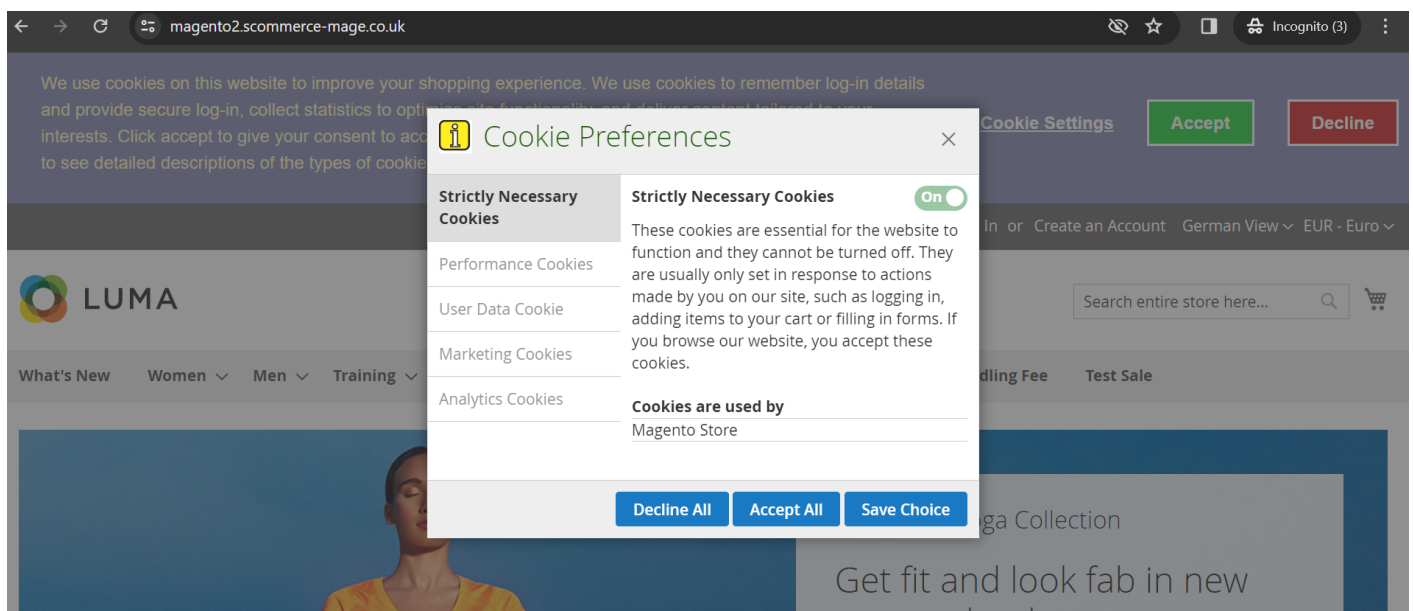 magento2.scommerce-mage.co.uk
Incognito (3)
We use cookies on this website to improve your shopping experience. We use cookies to remember log-in details
and provide secure log-in, collect statistics to
interests. Click accept to give your consent to
to see detailed descriptions of the types of cookie
Cookie Settings
Accept
Decline
Cookie Preferences
Strictly Necessary
Cookies
Performance Cookies
User Data Cookie
Marketing Cookies
Analytics Cookies
Strictly Necessary Cookies
On
These cookies are essential for the website to
function and they cannot be turned off. They
are usually only set in response to actions
made by you on our site, such as logging in,
adding items to your cart or filling in forms. If
you browse our website, you accept these
cookies.
Cookies are used by
Magento Store
Decline All
Accept All
Save Choice
In or Create an Account German View EUR - Euro
LUMA
Search entire store here...
What's New Women Men Training
Fee Test Sale
Collection
Get fit and look fab in new